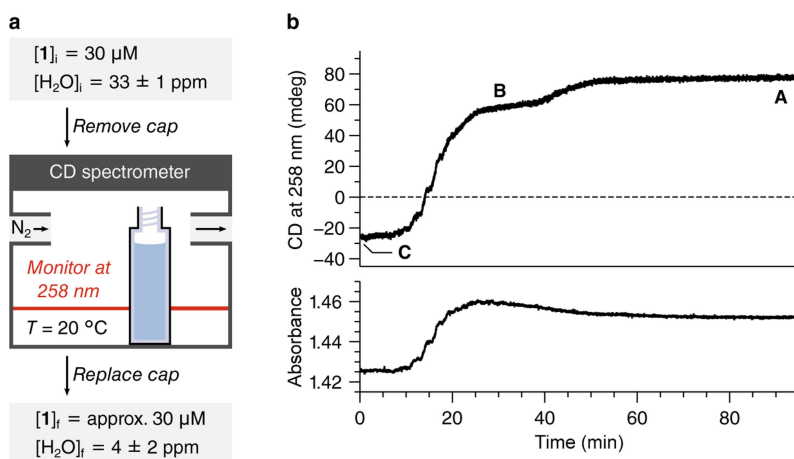 a
[1]i = 30 µM
[H2O]i = 33 ± 1 ppm
Remove cap
CD spectrometer
N2
Monitor at
258 nm
T = 20 °C
Replace cap
[1]f = approx. 30 µM
[H2O]f = 4 ± 2 ppm
b
CD at 258 nm (mdeg)
80
60
40
20
0
−20
−40
B
A
C
Absorbance
1.46
1.44
1.42
0 20 40 60 80
Time (min)